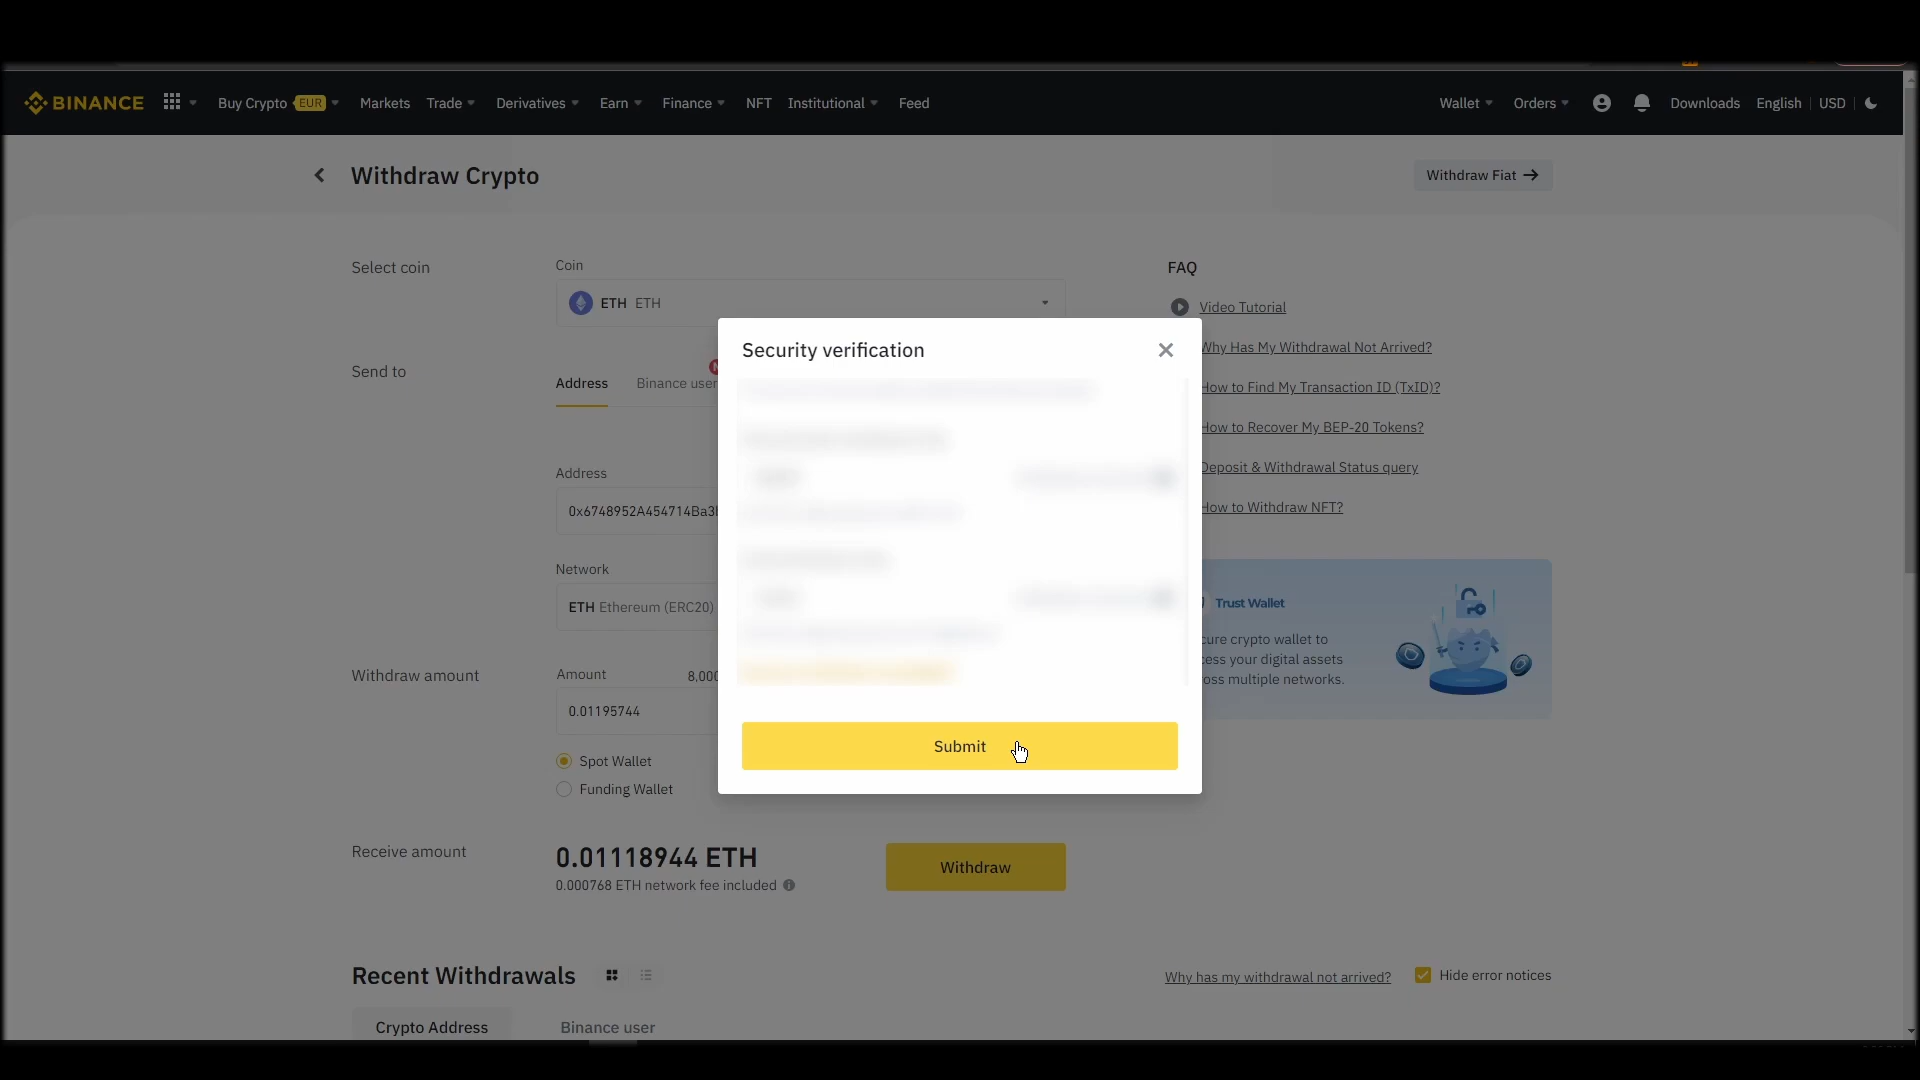 BINANCE
Buy Crypto EUR Markets Trade Derivatives Earn Finance NFT Institutional Feed Wallet Orders Downloads English USD
Withdraw Crypto
Withdraw Fiat →
Select coin
Coin
ETH ETH
FAQ
Video Tutorial
Why Has My Withdrawal Not Arrived?
How to Find My Transaction ID (TxID)?
How to Recover My BEP-20 Tokens?
Deposit & Withdrawal Status query
How to Withdraw NFT?
Send to
Address Binance user
Address
0x6748952A454714Ba3
Network
ETH Ethereum (ERC20)
Security verification
Submit
Trust Wallet
cure crypto wallet to
cess your digital assets
oss multiple networks.
Withdraw amount
Amount 8,000
0.01195744
Spot Wallet
Funding Wallet
Receive amount
0.01118944 ETH
0.000768 ETH network fee included
Withdraw
Recent Withdrawals
Why has my withdrawal not arrived?
Hide error notices
Crypto Address Binance user